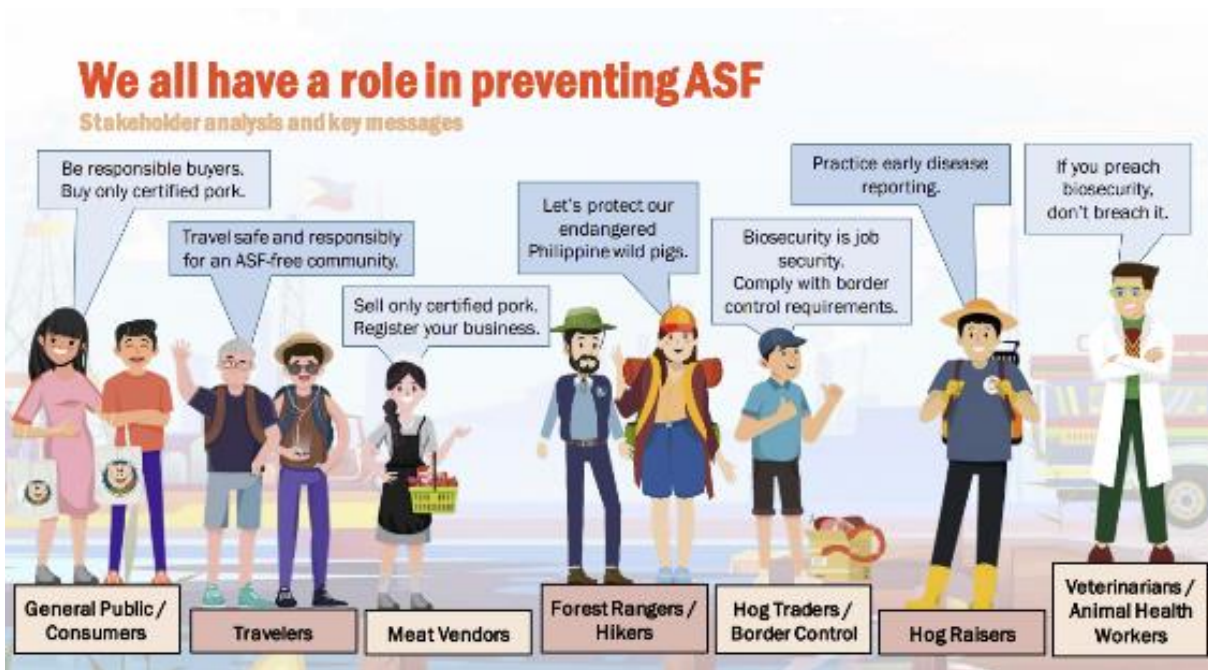 We all have a role in preventing ASF
Stakeholder analysis and key messages
Be responsible buyers.
Buy only certified pork.
Travel safe and responsibly
for an ASF-free community.
Sell only certified pork.
Register your business.
Let's protect our
endangered
Philippine wild pigs.
Biosecurity is job
security.
Comply with border
control requirements.
Practice early disease
reporting.
If you preach
biosecurity,
don't breach it.
General Public /
Consumers
Travelers
Meat Vendors
Forest Rangers /
Hikers
Hog Traders /
Border Control
Hog Raisers
Veterinarians /
Animal Health
Workers